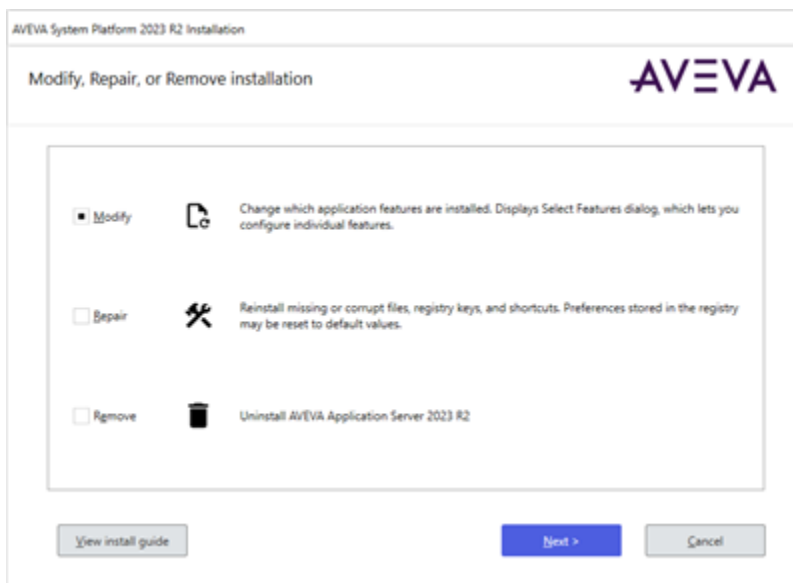 AVEVA System Platform 2023 R2 Installation
Modify, Repair, or Remove installation
AVEVA
Modify
Change which application features are installed. Displays Select Features dialog, which lets you
configure individual features.
Repair
Reinstall missing or corrupt files, registry keys, and shortcuts. Preferences stored in the registry
may be reset to default values.
Remove
Uninstall AVEVA Application Server 2023 R2
View install guide
Next >
Cancel